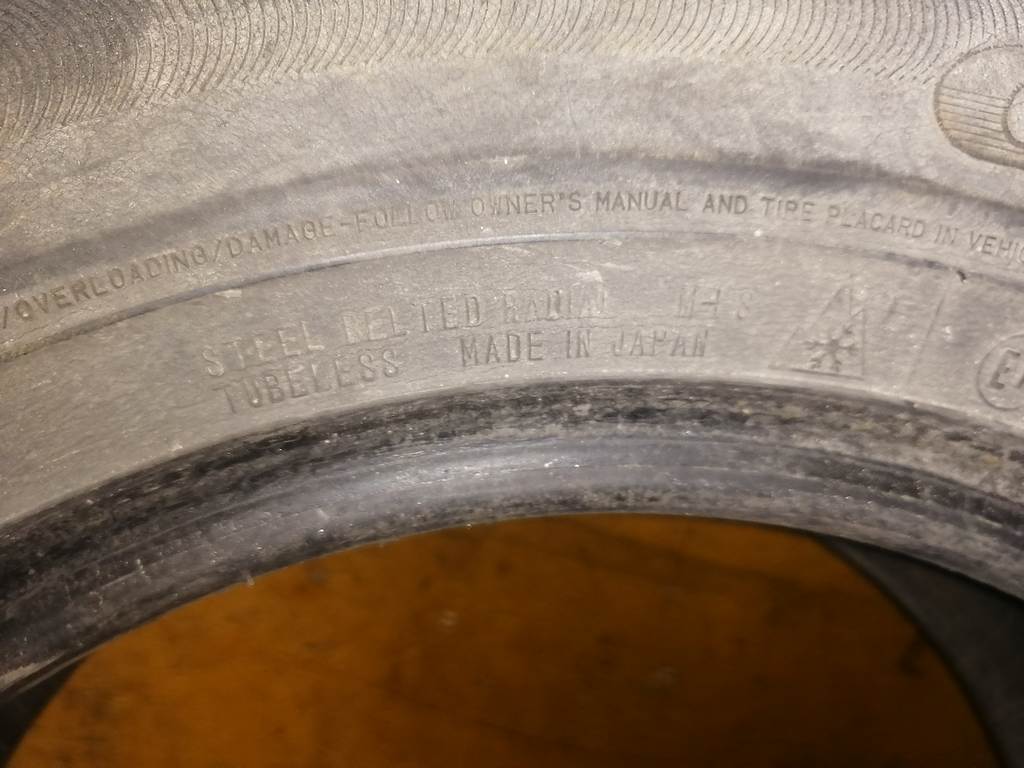 /OVERLOADING/DAMAGE-FOLLOW OWNER'S MANUAL AND TIRE PLACARD IN VEHIC
STEEL BELTED RADIAL M+S
TUBELESS MADE IN JAPAN